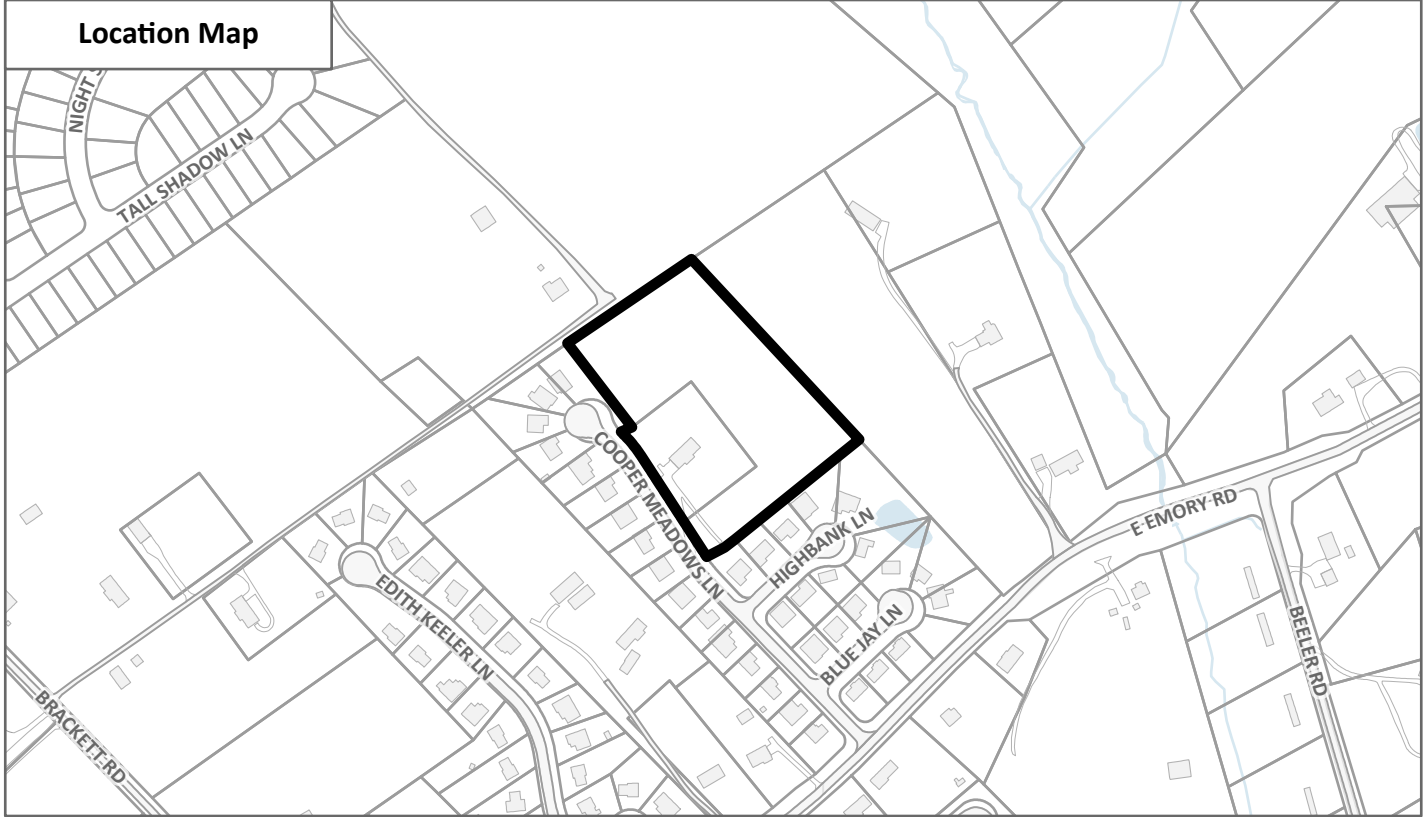 Location Map
NIGHT S
TALL SHADOW LN
COOPER MEADOWS LN
HIGHBANK LN
E EMORY RD
BLUE JAY LN
EDITH KEELER LN
BEELER RD
BRACKETT RD